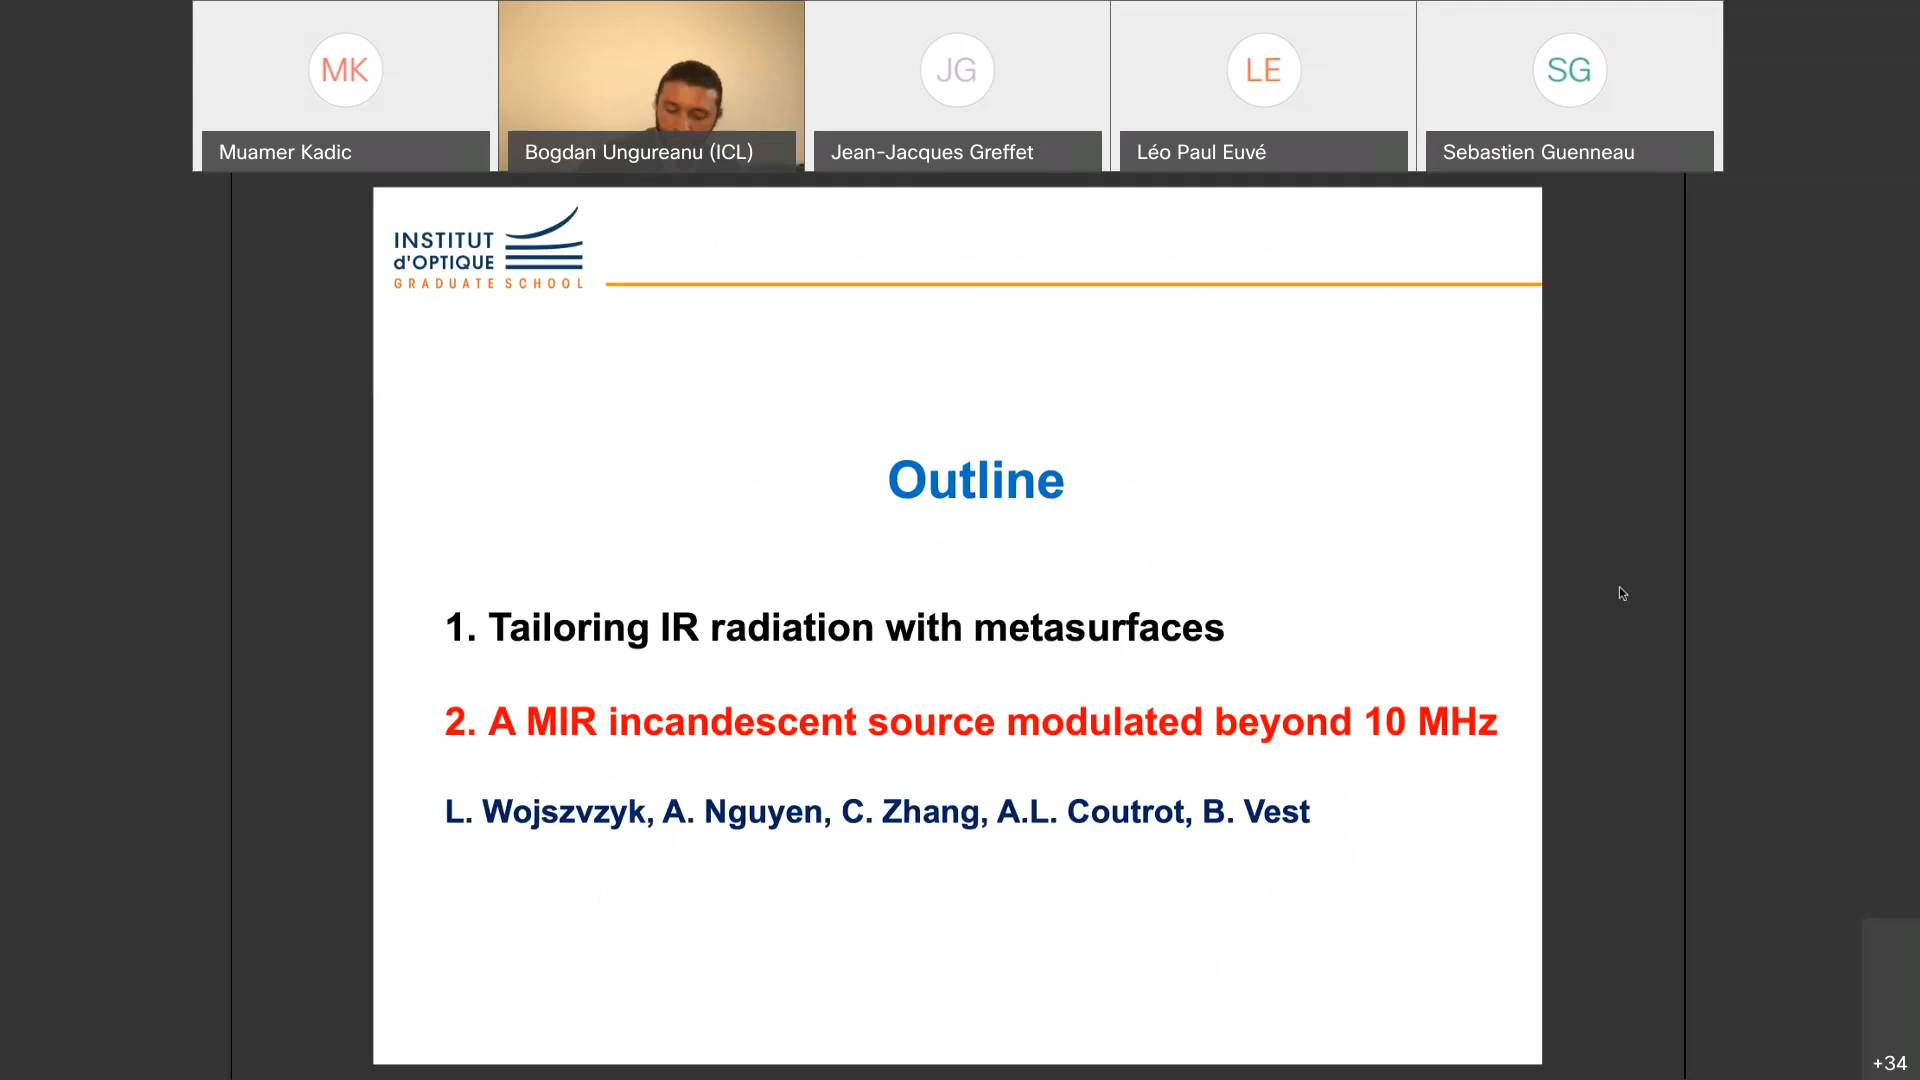 MK
JG
LE
SG
Muamer Kadic
Bogdan Ungureanu (ICL)
Jean-Jacques Greffet
Léo Paul Euvé
Sebastien Guenneau
INSTITUT
d'OPTIQUE
GRADUATE SCHOOL
Outline
1. Tailoring IR radiation with metasurfaces
2. A MIR incandescent source modulated beyond 10 MHz
L. Wojszvzyk, A. Nguyen, C. Zhang, A.L. Coutrot, B. Vest
+34